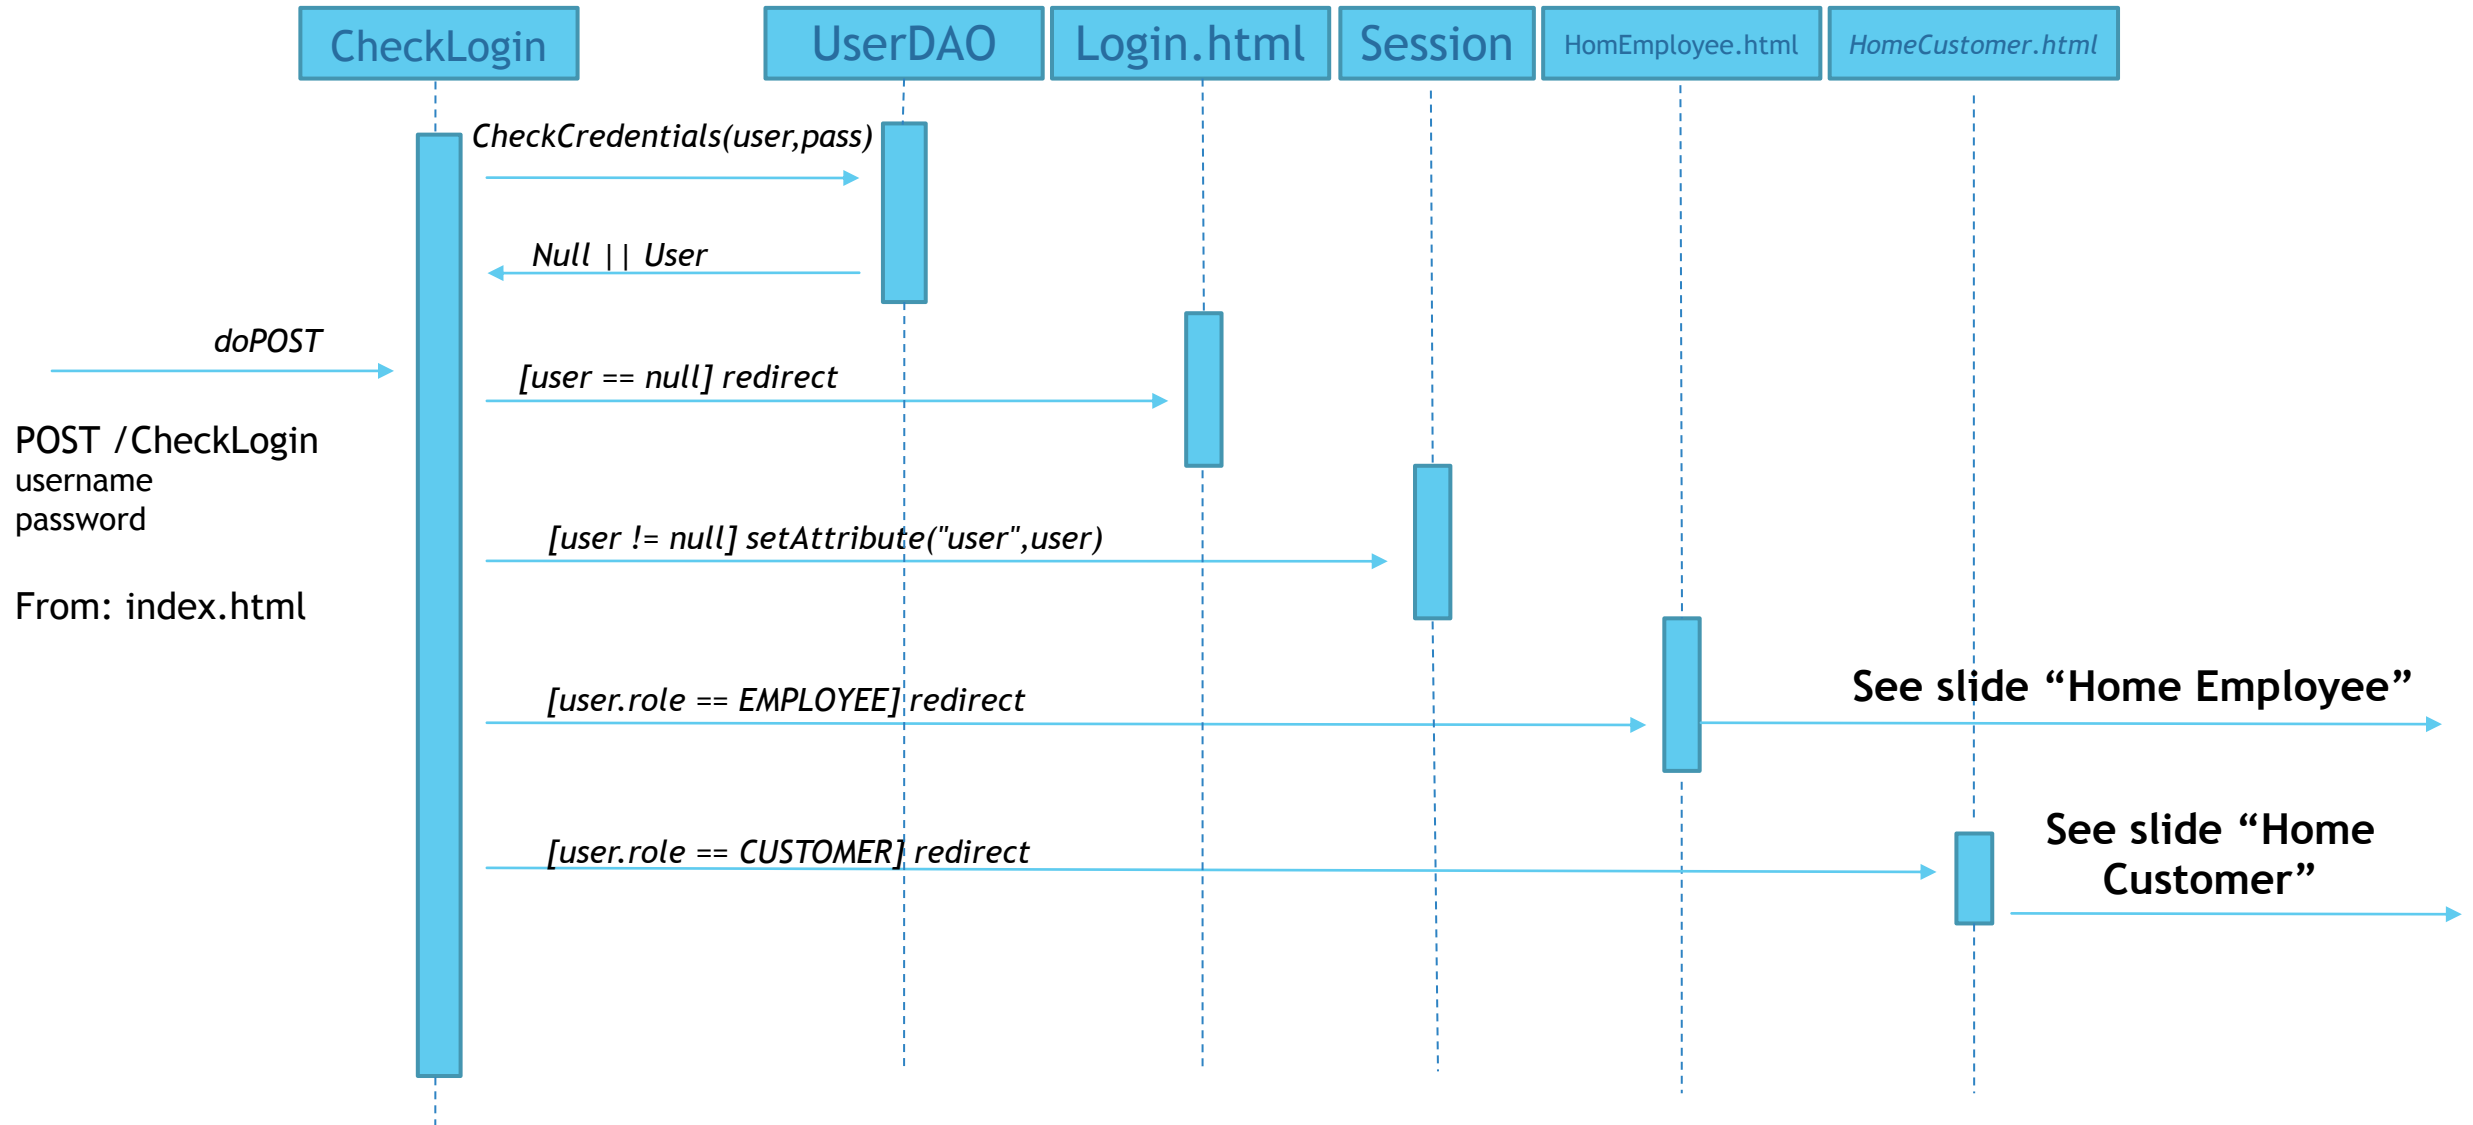 CheckLogin
UserDAO
Login.html
Session
HomEmployee.html
HomeCustomer.html
CheckCredentials(user,pass)
Null || User
doPOST
[user == null] redirect
POST /CheckLogin
username
password
[user != null] setAttribute("user",user)
From: index.html
[user.role == EMPLOYEE] redirect
See slide “Home Employee”
[user.role == CUSTOMER] redirect
See slide “Home
Customer”